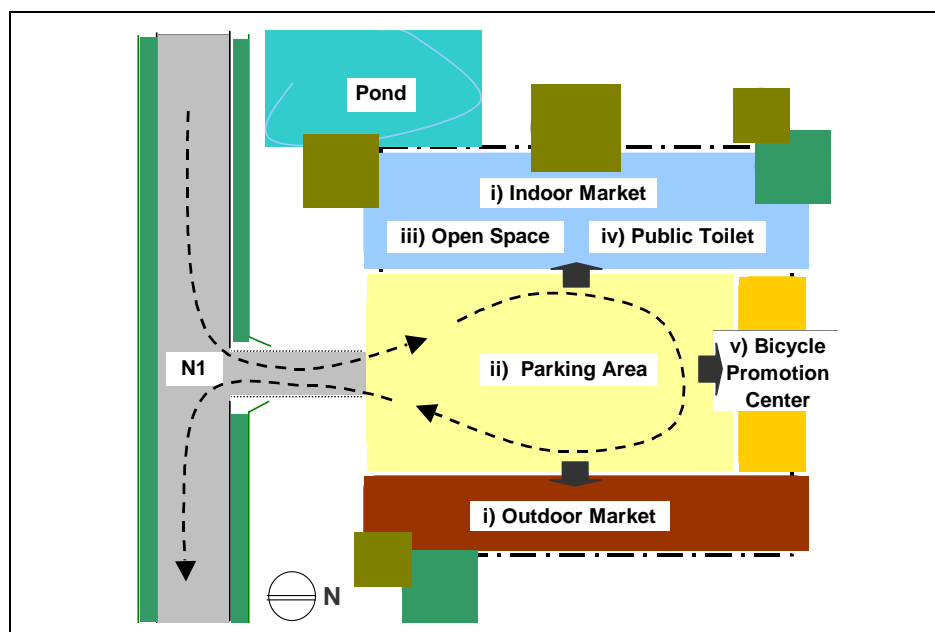 Pond
i) Indoor Market
iii) Open Space
iv) Public Toilet
N1
ii) Parking Area
v) Bicycle
Promotion
Center
i) Outdoor Market
N